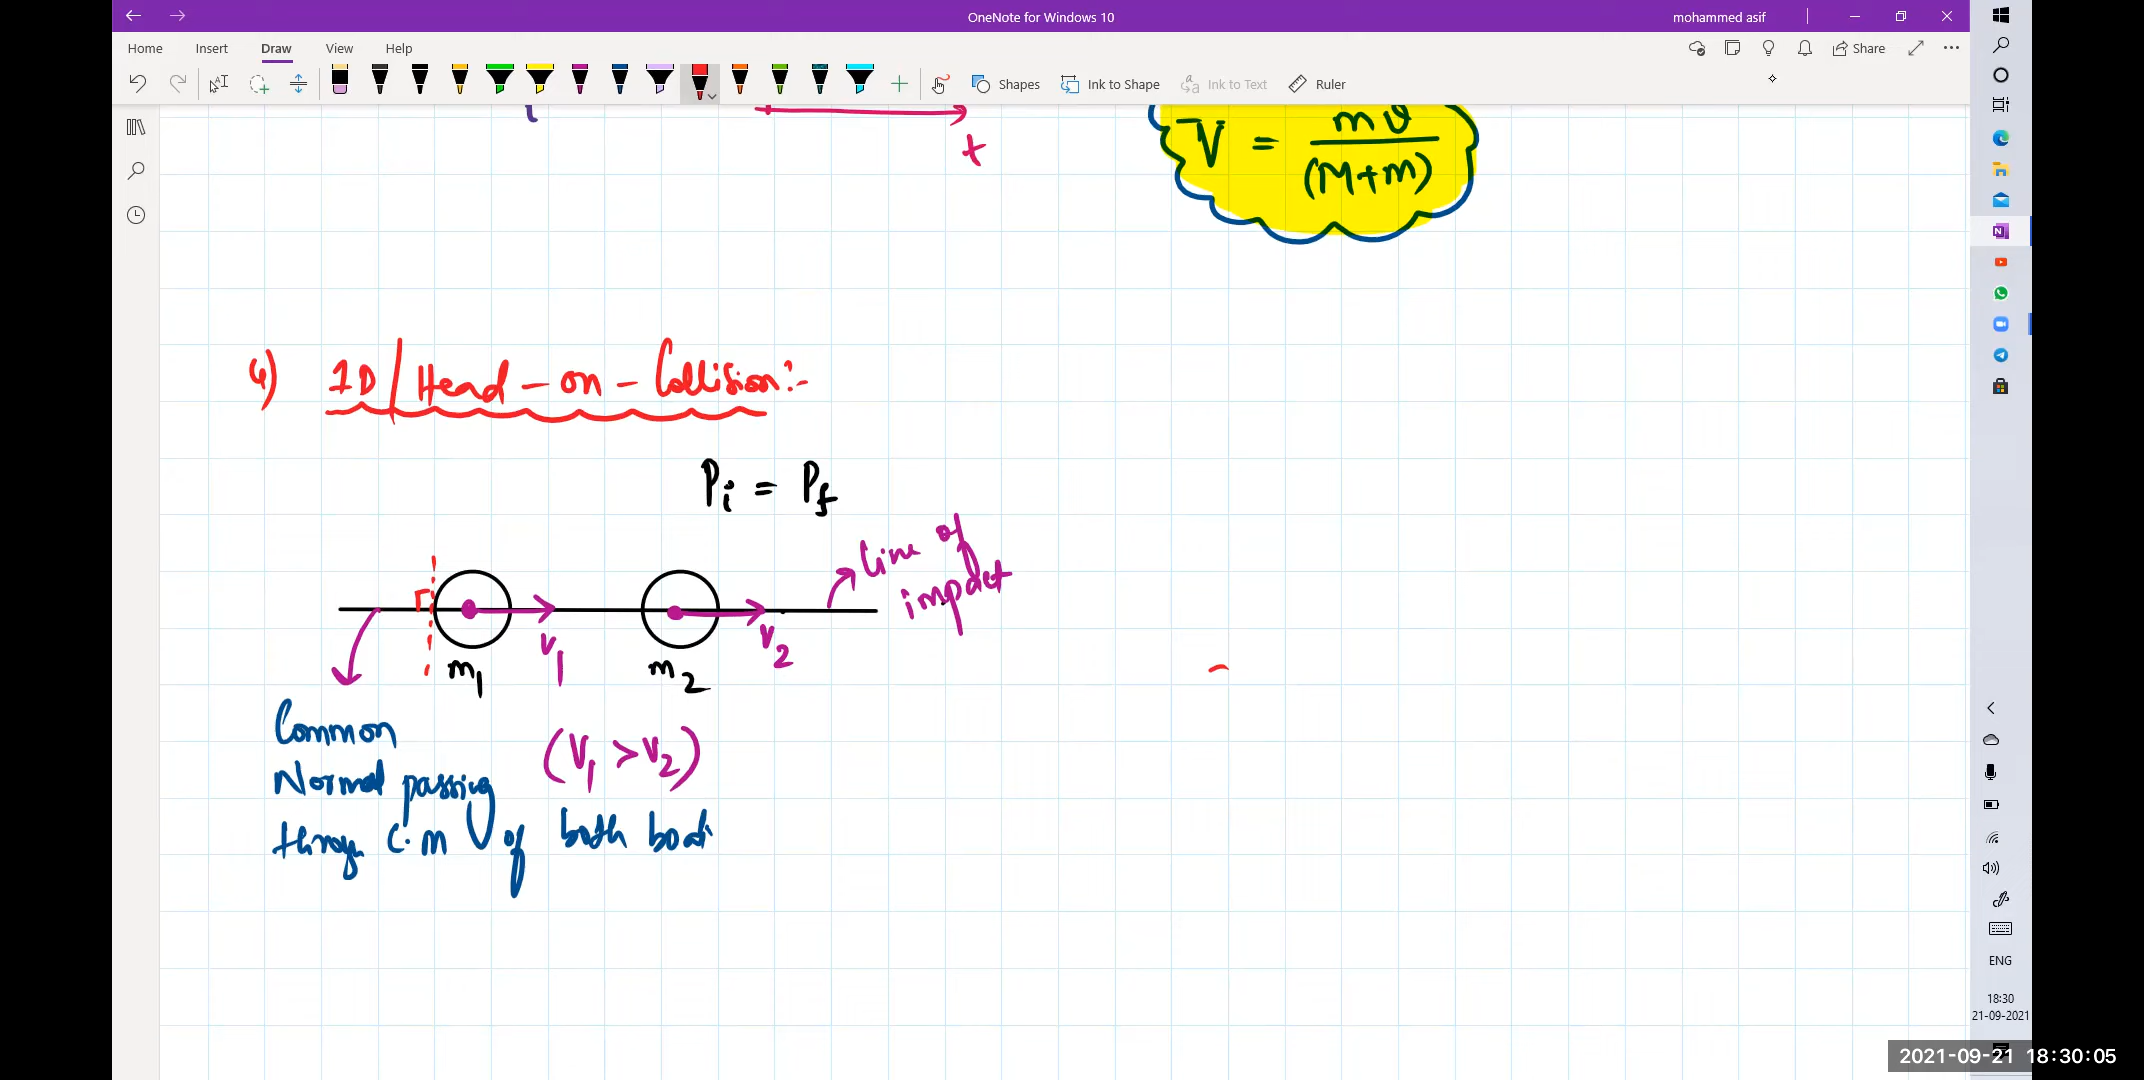 OneNote for Windows 10
mohammed asif
Home Insert Draw View Help
Share
Shapes Ink to Shape Ink to Text Ruler
t
V = mv / (M+m)
4) 1D / Head-on-Collision:-
Pi = Pf
Line of
impact
V1
V2
m1
m2
Common
Normal passing
(V1 > V2)
C.M of both bodi
ENG
18:30
21-09-2021
2021-09-21 18:30:05